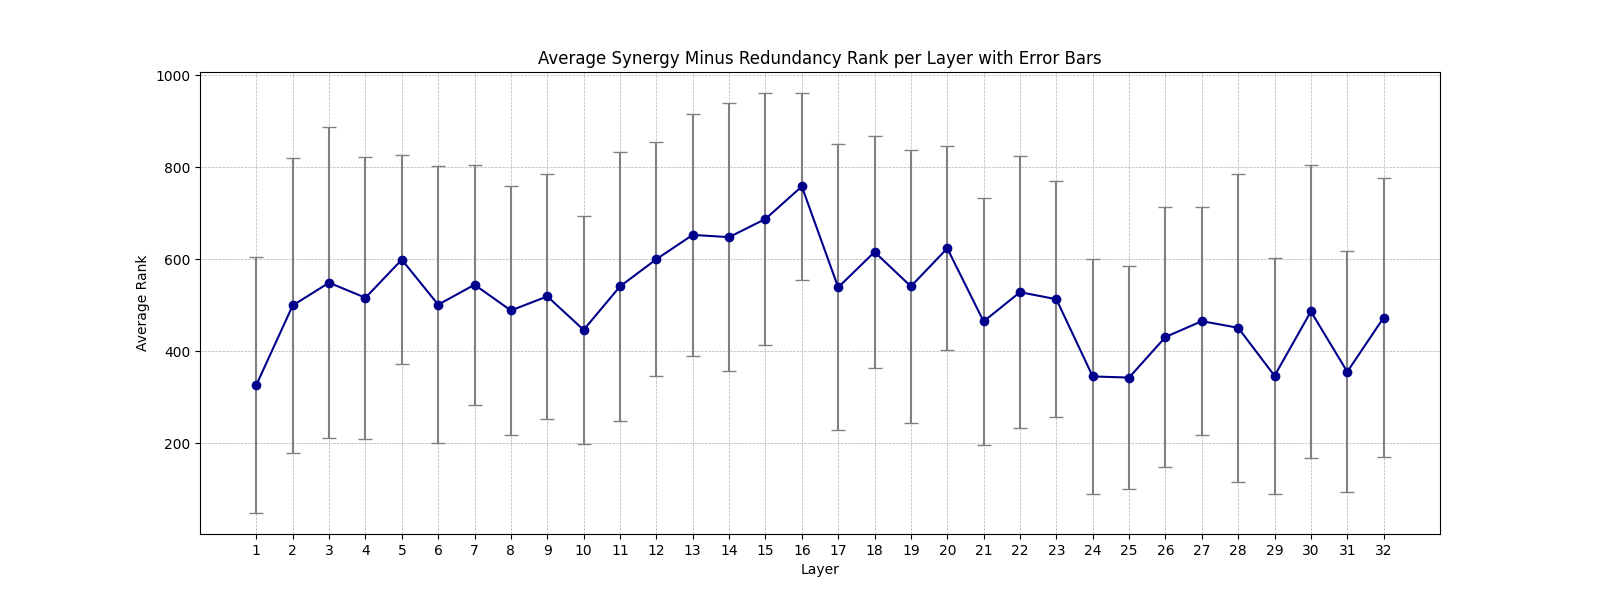 Average Synergy Minus Redundancy Rank per Layer with Error Bars
1000
800
600
400
200
Average Rank
1 2 3 4 5 6 7 8 9 10 11 12 13 14 15 16 17 18 19 20 21 22 23 24 25 26 27 28 29 30 31 32
Layer